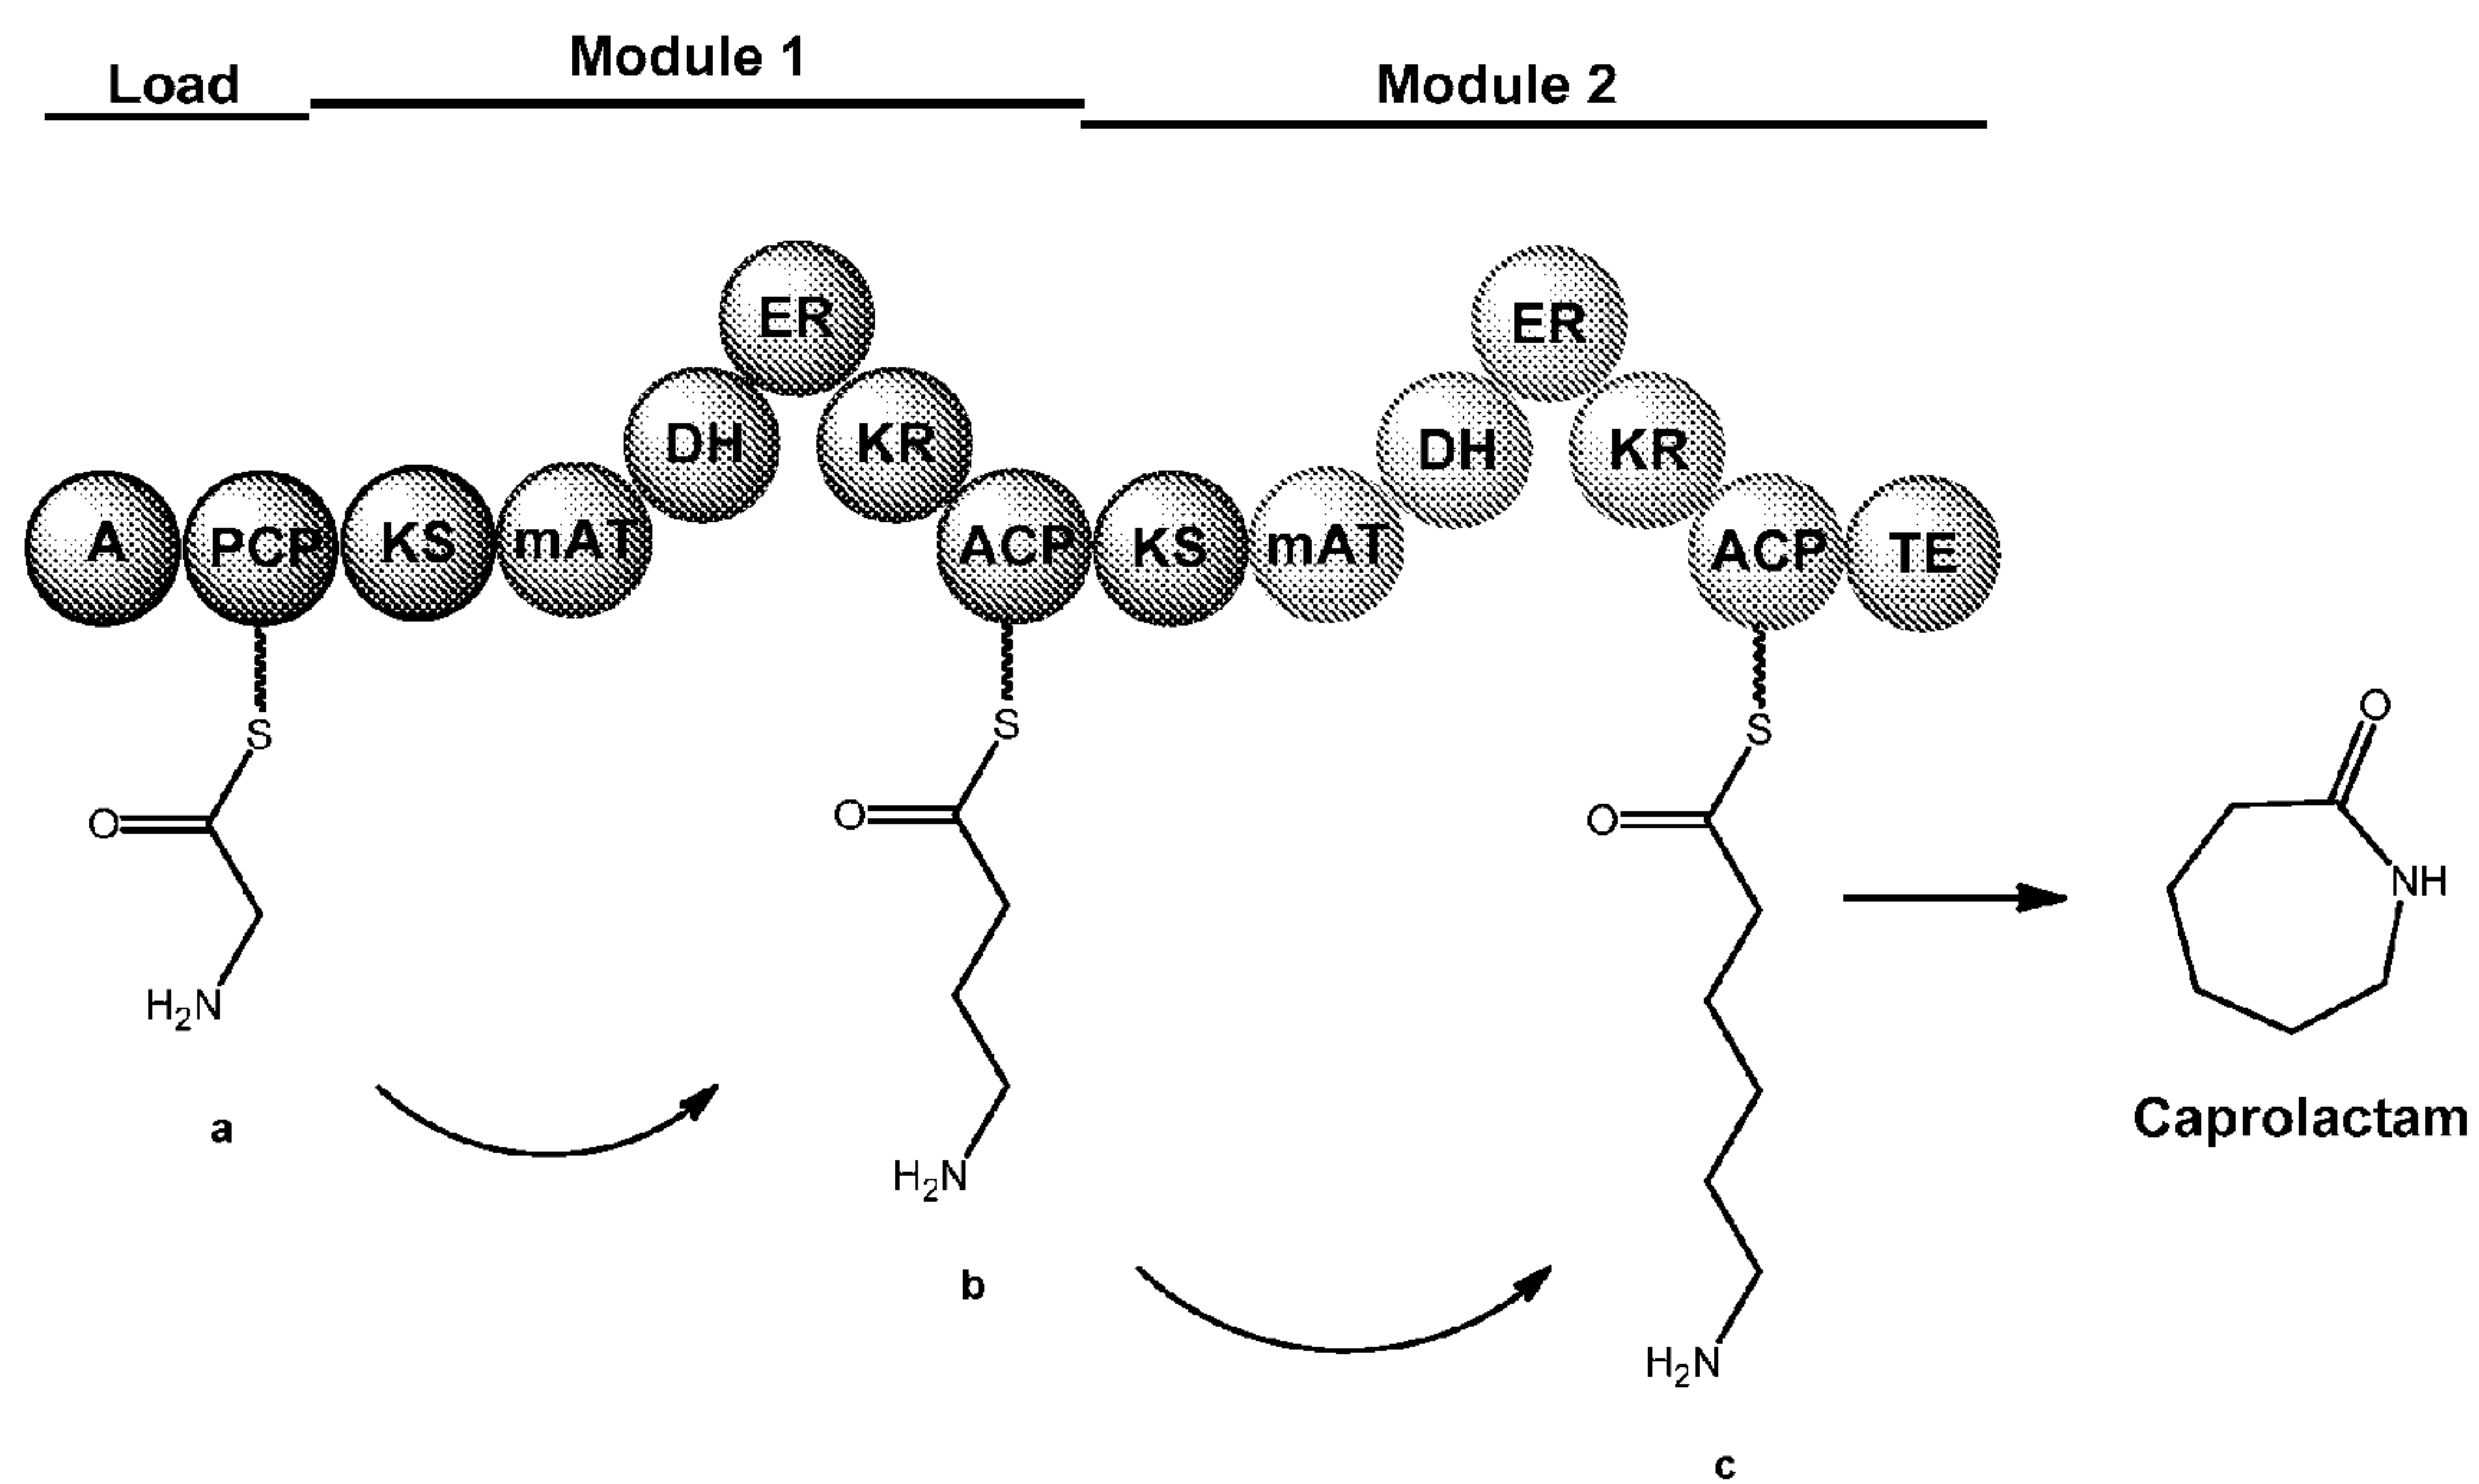 Load
Module 1
Module 2
ER
ER
DH
KR
DH
KR
A
PCP
KS
mAT
ACP
KS
mAT
ACP
TE
S
S
S
O
O
O
O
NH
H₂N
H₂N
H₂N
Caprolactam
a
b
c